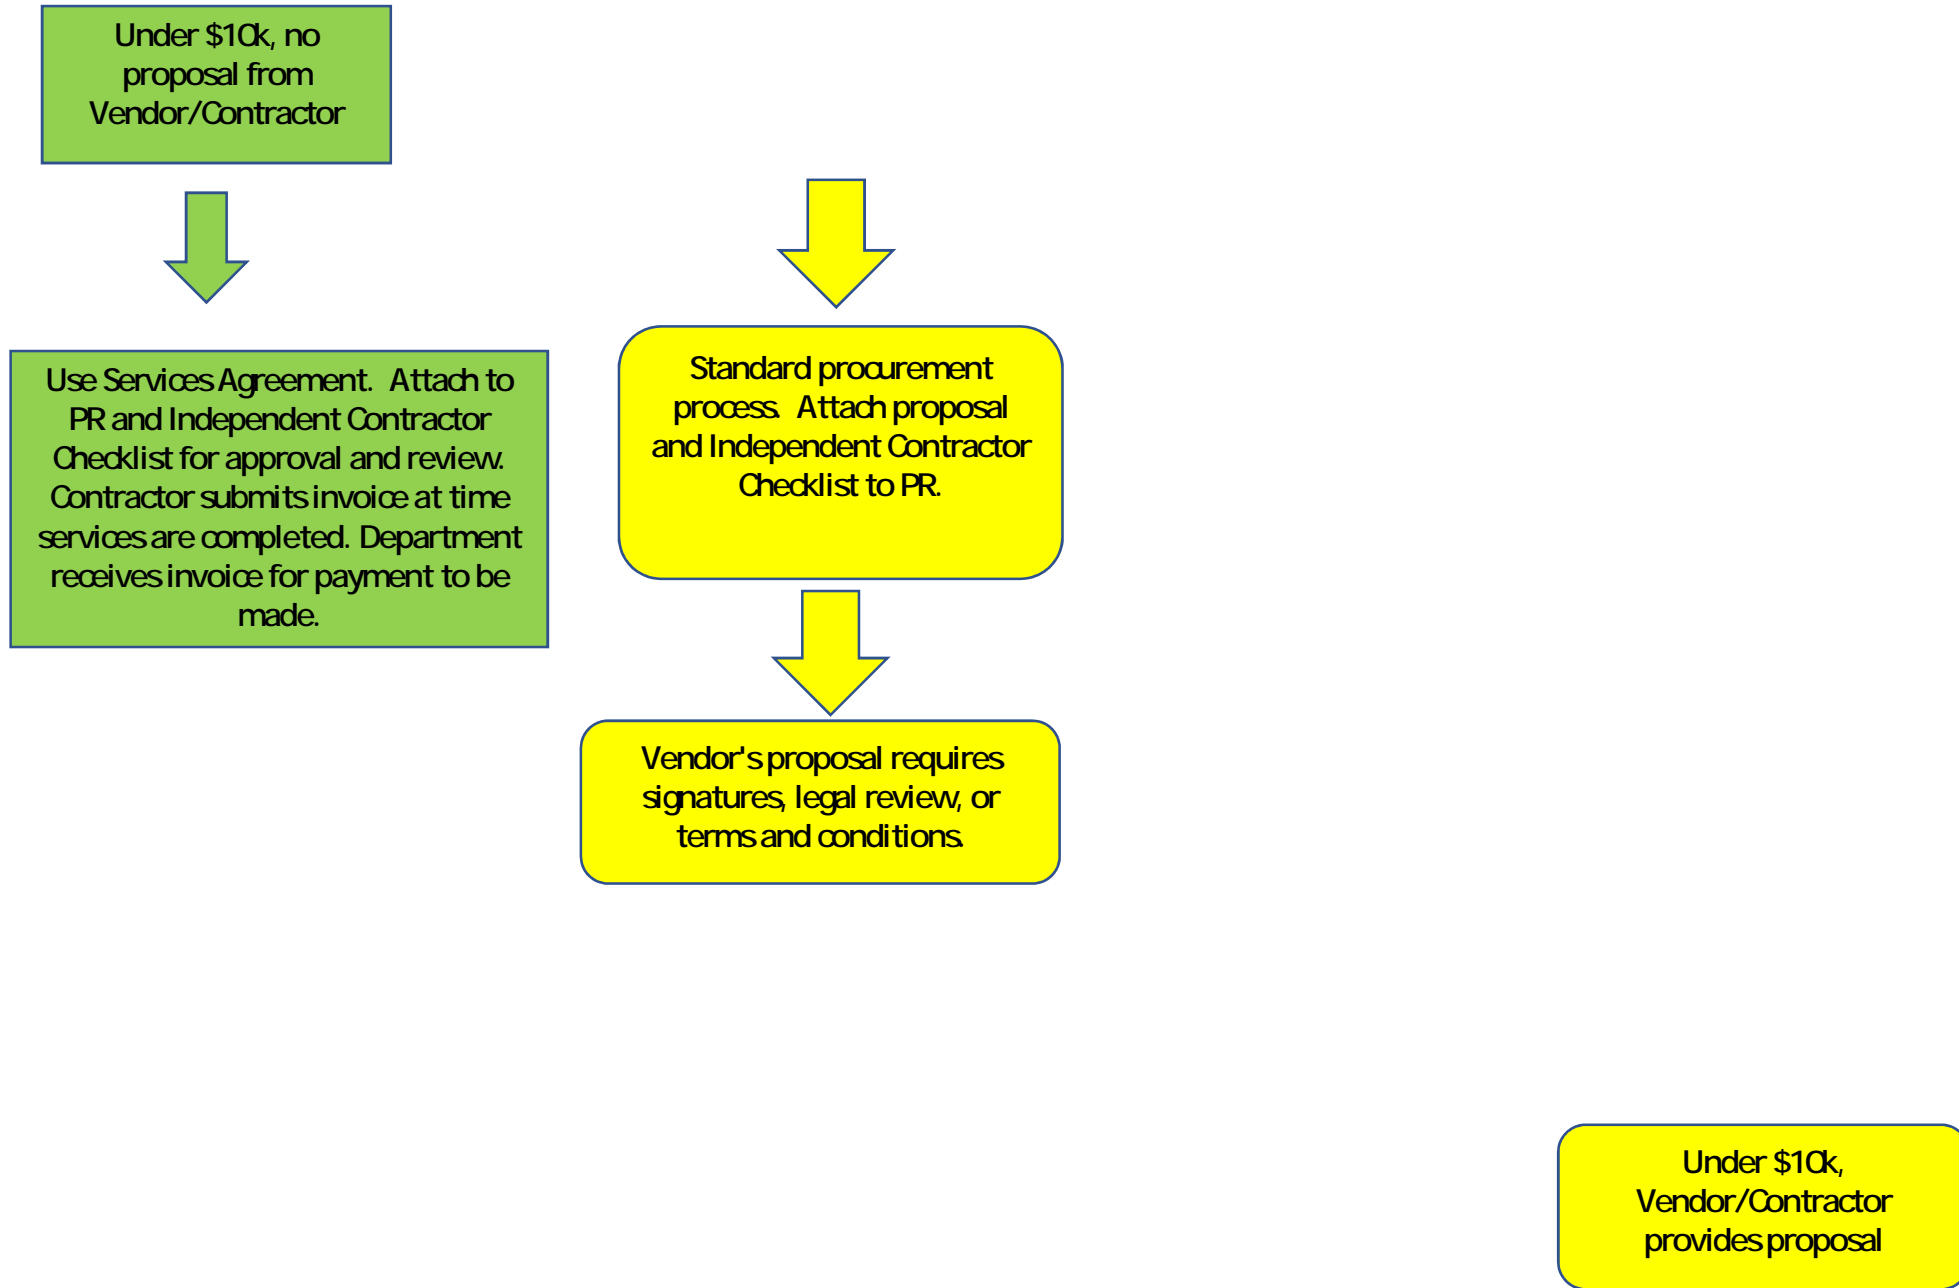 Under $10k, no
proposal from
Vendor/Contractor
Use Services Agreement. Attach to
PR and Independent Contractor
Checklist for approval and review.
Contractor submits invoice at time
services are completed. Department
receives invoice for payment to be
made.
Standard procurement
process. Attach proposal
and Independent Contractor
Checklist to PR.
Vendor's proposal requires
signatures, legal review, or
terms and conditions.
Under $10k,
Vendor/Contractor
provides proposal